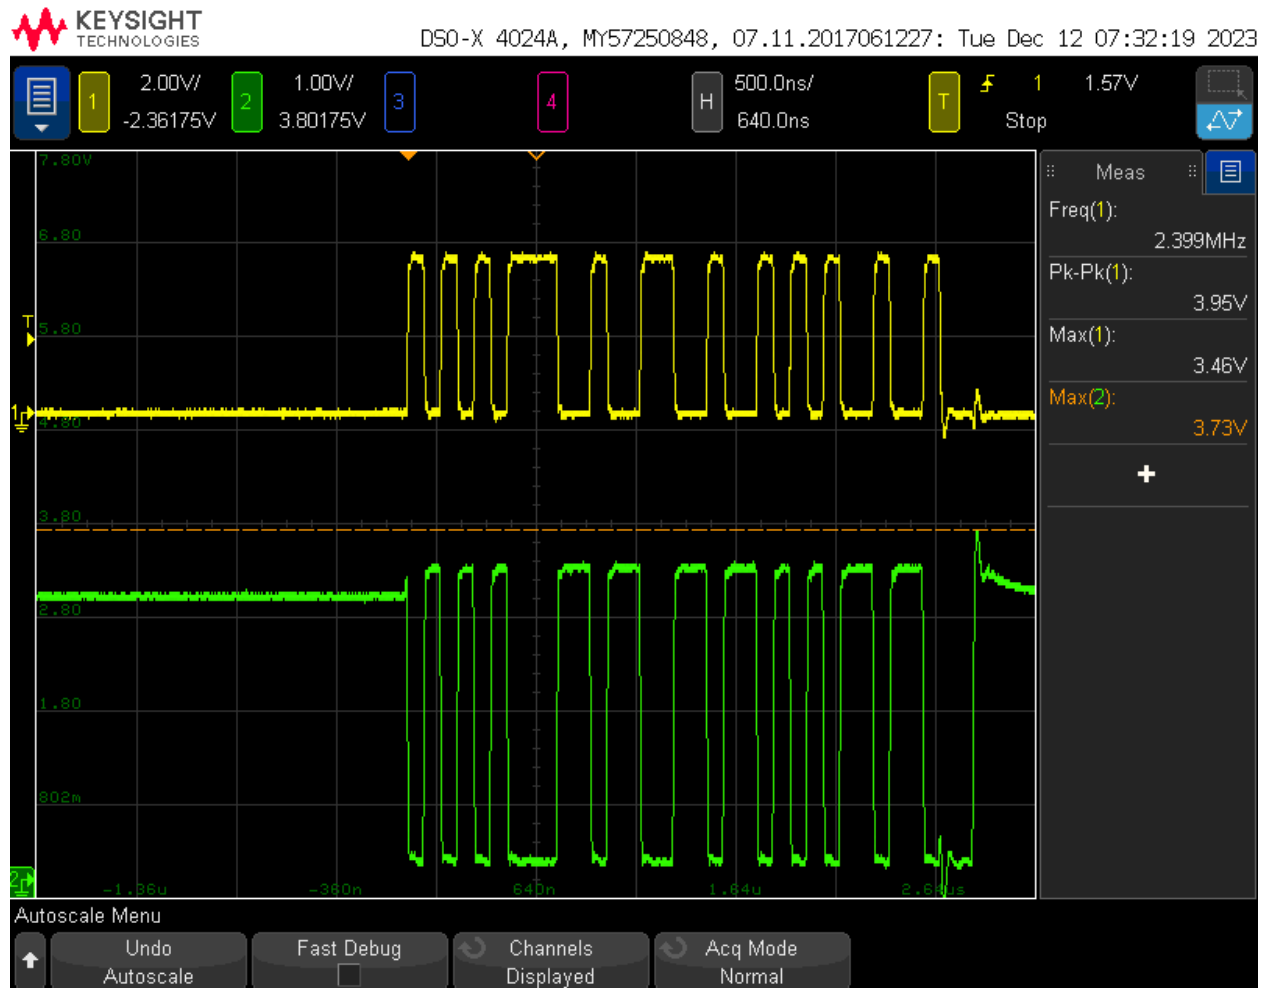 KEYSIGHT
TECHNOLOGIES
DSO-X 4024A, MY57250848, 07.11.2017061227: Tue Dec 12 07:32:19 2023
1 2.00V/ 2 1.00V/ 3 4 H 500.0ns/ T 1 1.57V
-2.36175V 3.80175V 640.0ns Stop
7.80V
6.80
T
5.80
1
4.80
3.80
2.80
1.80
802m
2
-1.36u -360n 640n 1.64u 2.64us
Meas
Freq(1):
2.399MHz
Pk-Pk(1):
3.95V
Max(1):
3.46V
Max(2):
3.73V
+
Autoscale Menu
Undo Autoscale
Fast Debug
Channels Displayed
Acq Mode Normal